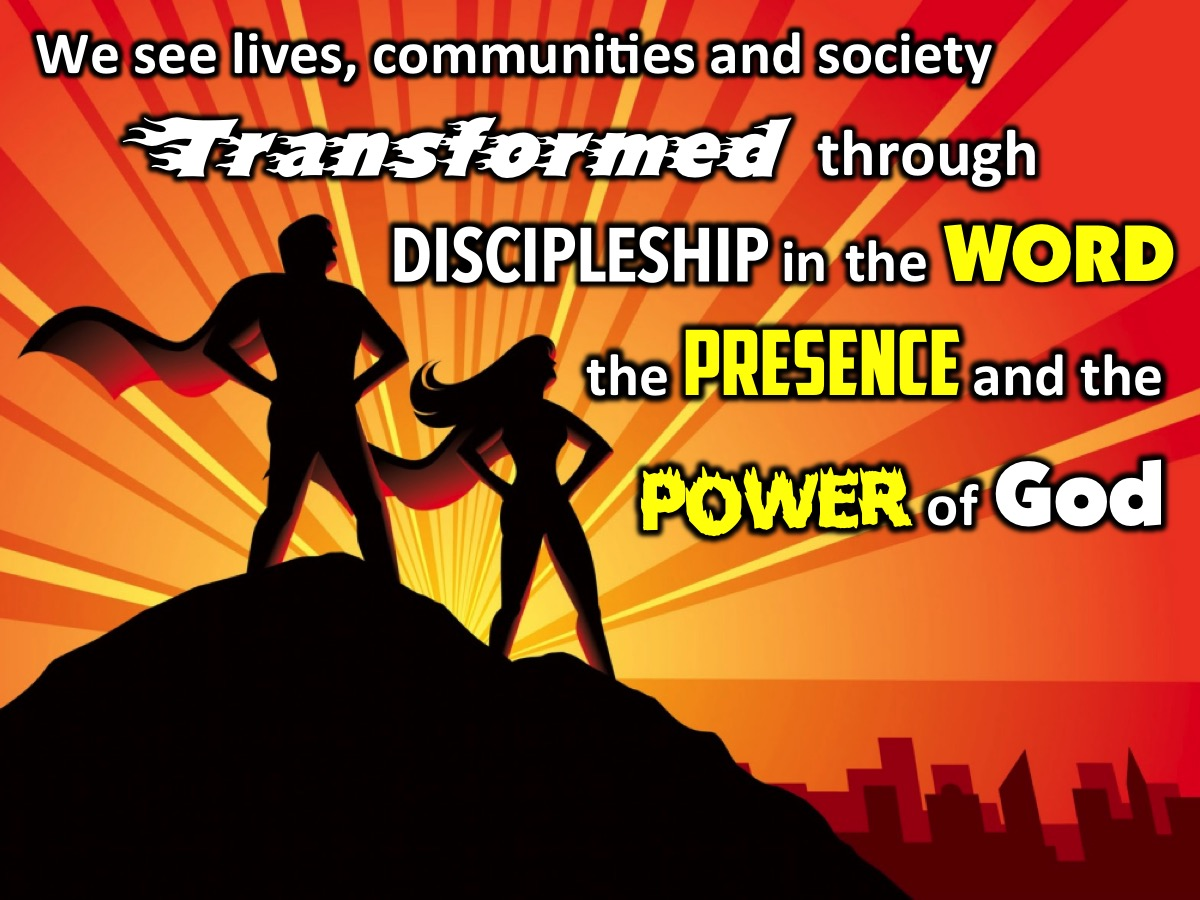 We see lives, communities and society
Transformed through
DISCIPLESHIP in the WORD
the PRESENCE and the
POWER of God